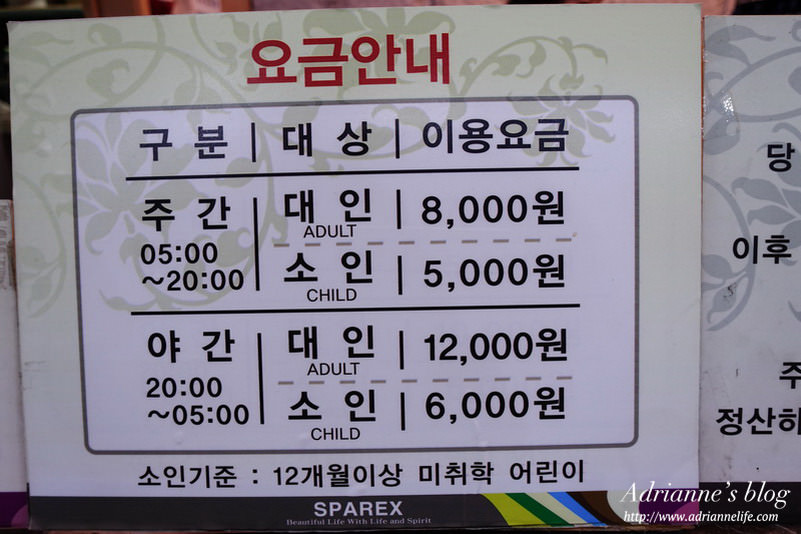 요금안내
구 분 대 상 이용요금
주 간 대 인 8,000원
ADULT
05:00
~20:00 소 인 5,000원
CHILD
야 간 대 인 12,000원
ADULT
20:00
~05:00 소 인 6,000원
CHILD
소인기준 : 12개월이상 미취학 어린이
SPAREX
Beautiful Life With Life and Spirit
당
이후
주
정산하
Adrianne's blog
http://www.adriannelife.com/